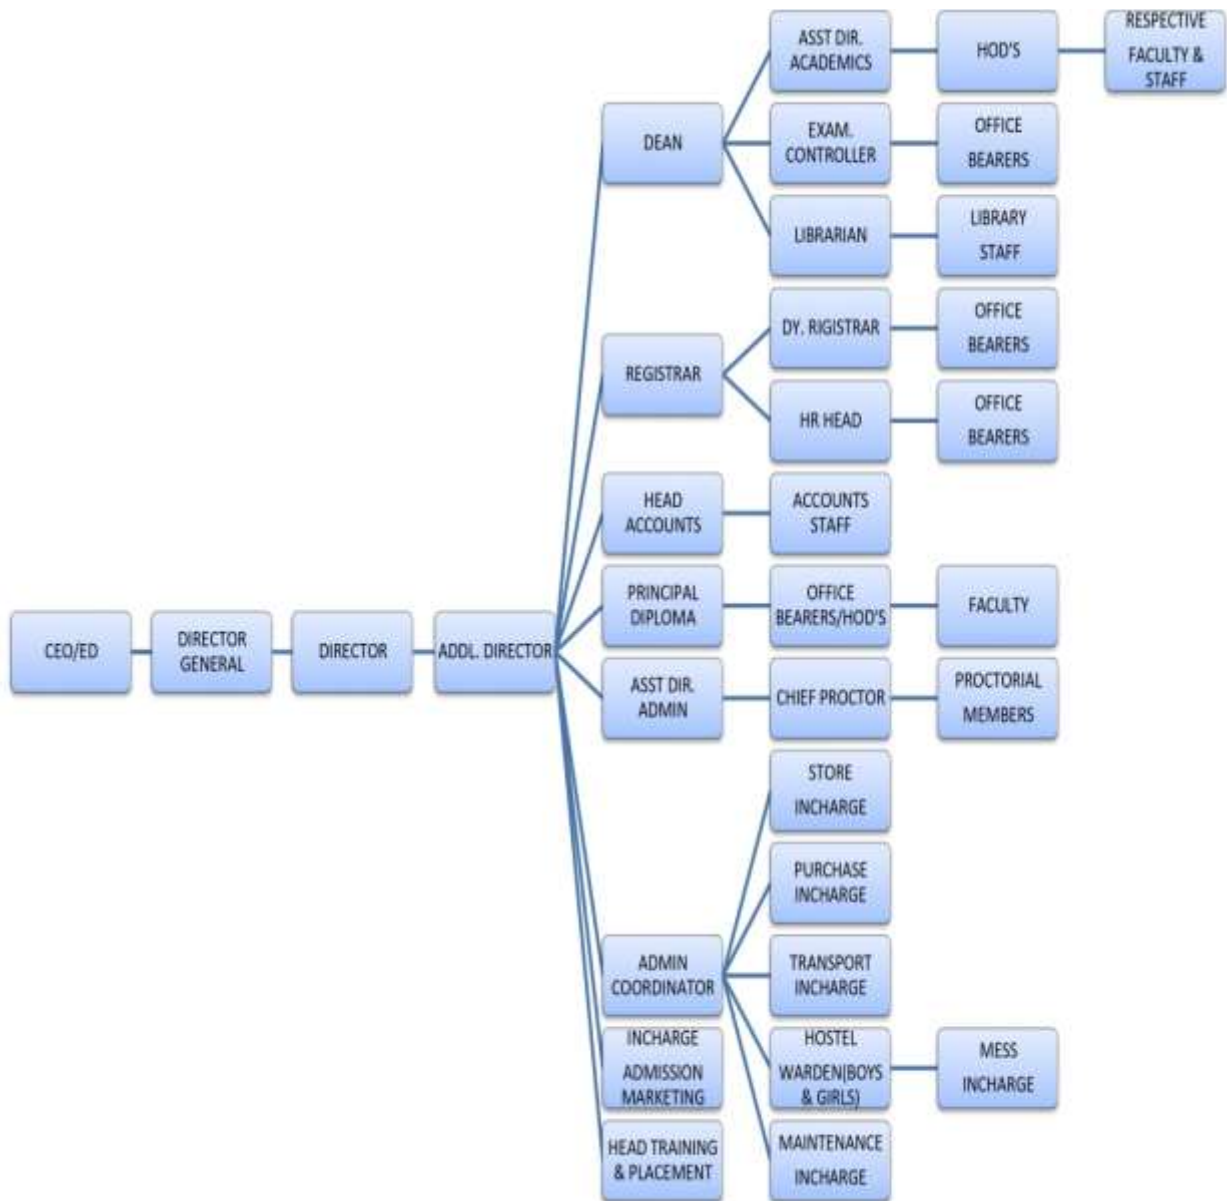 ASST DIR.
ACADEMICS
HOD'S
RESPECTIVE
FACULTY &
STAFF
DEAN
EXAM.
CONTROLLER
OFFICE
BEARERS
LIBRARIAN
LIBRARY
STAFF
DY. RIGISTRAR
OFFICE
BEARERS
REGISTRAR
HR HEAD
OFFICE
BEARERS
HEAD
ACCOUNTS
ACCOUNTS
STAFF
PRINCIPAL
DIPLOMA
OFFICE
BEARERS/HOD'S
FACULTY
CEO/ED
DIRECTOR
GENERAL
DIRECTOR
ADDL. DIRECTOR
ASST DIR.
ADMIN
CHIEF PROCTOR
PROCTORIAL
MEMBERS
STORE
INCHARGE
PURCHASE
INCHARGE
ADMIN
COORDINATOR
TRANSPORT
INCHARGE
INCHARGE
ADMISSION
MARKETING
HOSTEL
WARDEN(BOYS
& GIRLS)
MESS
INCHARGE
HEAD TRAINING
& PLACEMENT
MAINTENANCE
INCHARGE